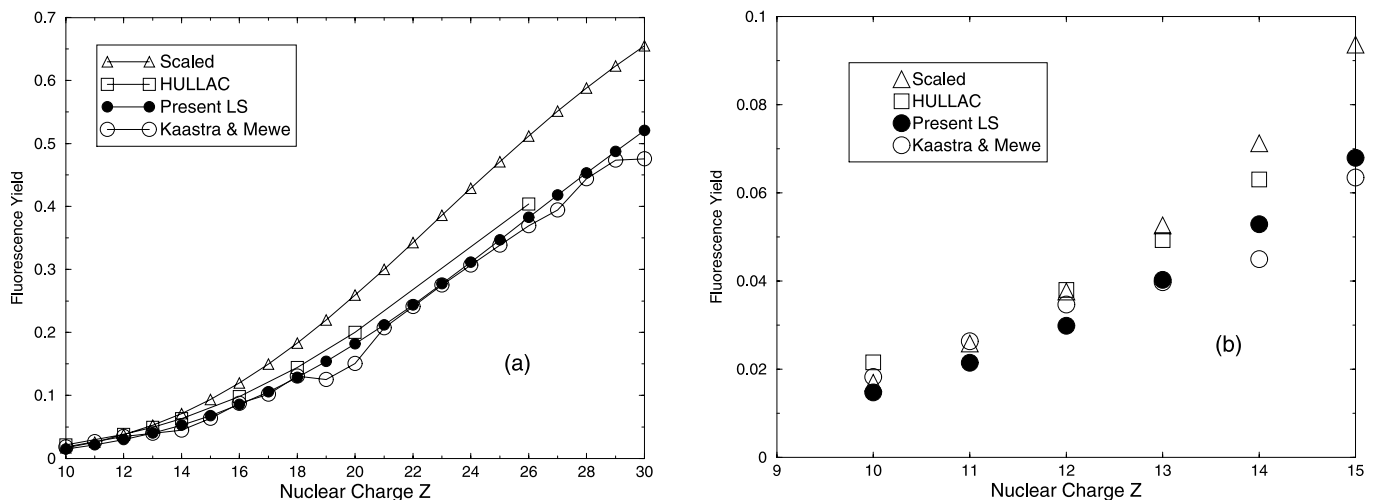 0.7
0.6
0.5
0.4
0.3
0.2
0.1
0
Fluorescence Yield
Scaled
HULLAC
Present LS
Kaastra & Mewe
(a)
10 12 14 16 18 20 22 24 26 28 30
Nuclear Charge Z
0.1
0.08
0.06
0.04
0.02
0
Fluorescence Yield
Scaled
HULLAC
Present LS
Kaastra & Mewe
(b)
9 10 11 12 13 14 15
Nuclear Charge Z